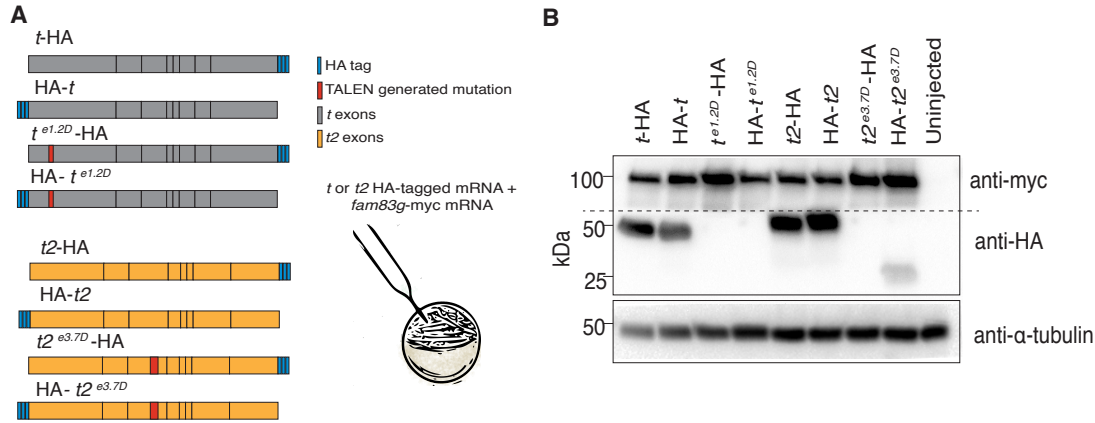 A
t-HA
HA-t
t e1.2D-HA
HA- t e1.2D
t2-HA
HA-t2
t2 e3.7D-HA
HA- t2 e3.7D
HA tag
TALEN generated mutation
t exons
t2 exons
t or t2 HA-tagged mRNA +
fam83g-myc mRNA
B
t-HA
HA-t
t e1.2D-HA
HA-t e1.2D
t2-HA
HA-t2
t2 e3.7D-HA
HA-t2 e3.7D
Uninjected
kDa
100
50
25
50
anti-myc
anti-HA
anti-α-tubulin